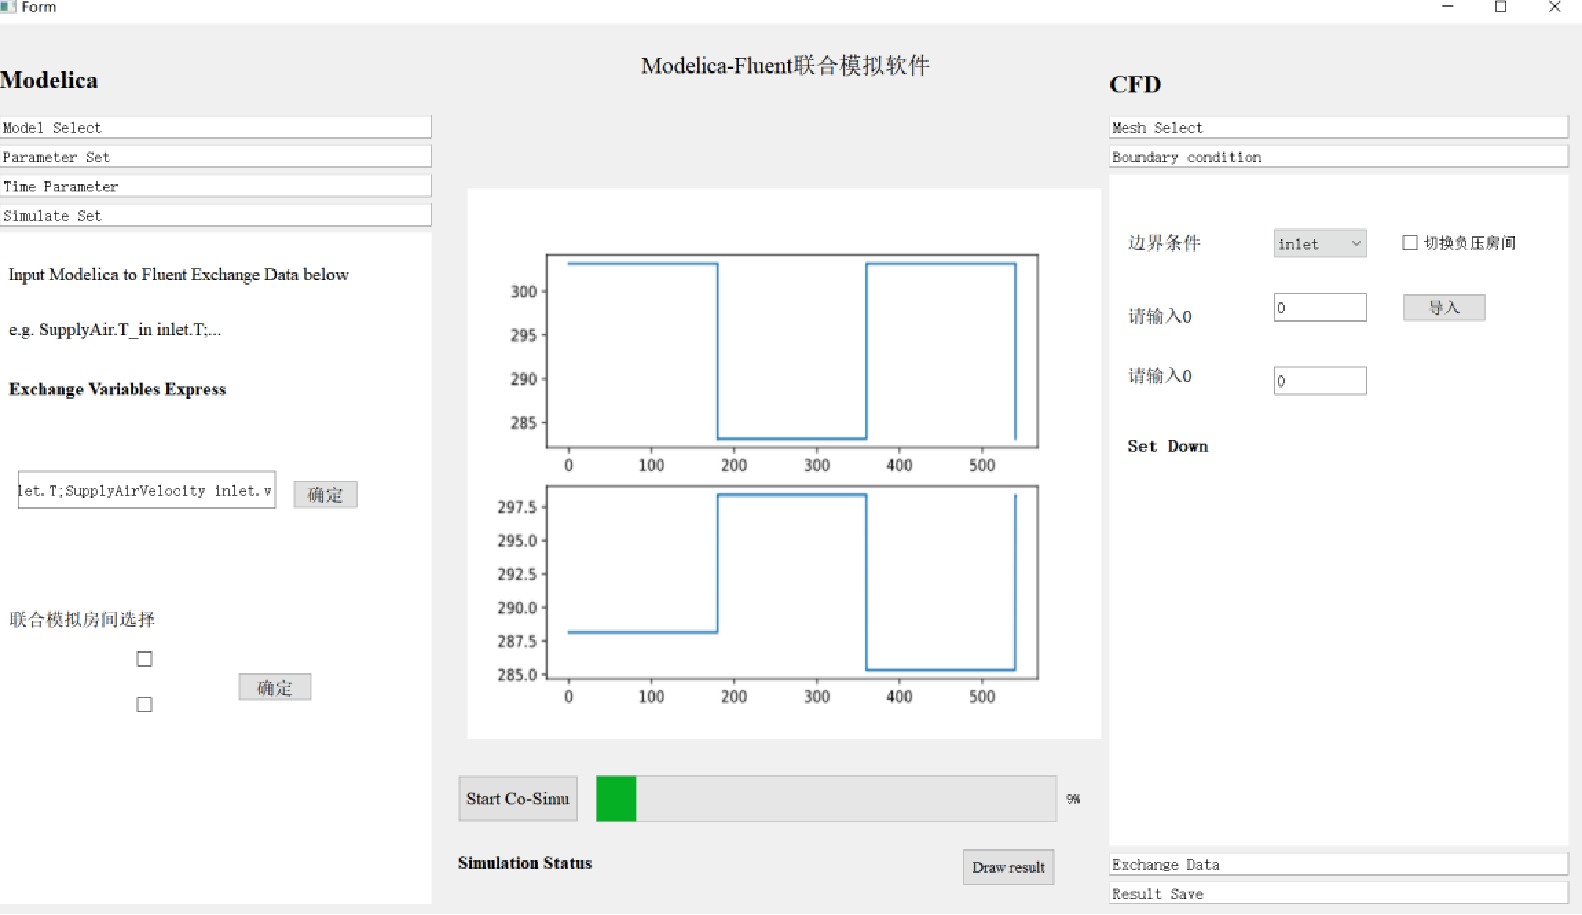 Form
Modelica-Fluent联合模拟软件
Modelica
Model Select
Parameter Set
Time Parameter
Simulate Set
Input Modelica to Fluent Exchange Data below
e.g. SupplyAir.T_in inlet.T;...
Exchange Variables Express
let.T;SupplyAirVelocity inlet.v
确定
联合模拟房间选择
确定
300
295
290
285
0 100 200 300 400 500
297.5
295.0
292.5
290.0
287.5
285.0
0 100 200 300 400 500
Start Co-Simu
9%
Simulation Status
Draw result
CFD
Mesh Select
Boundary condition
边界条件 inlet 切换负压房间
请输入0 0 导入
请输入0 0
Set Down
Exchange Data
Result Save